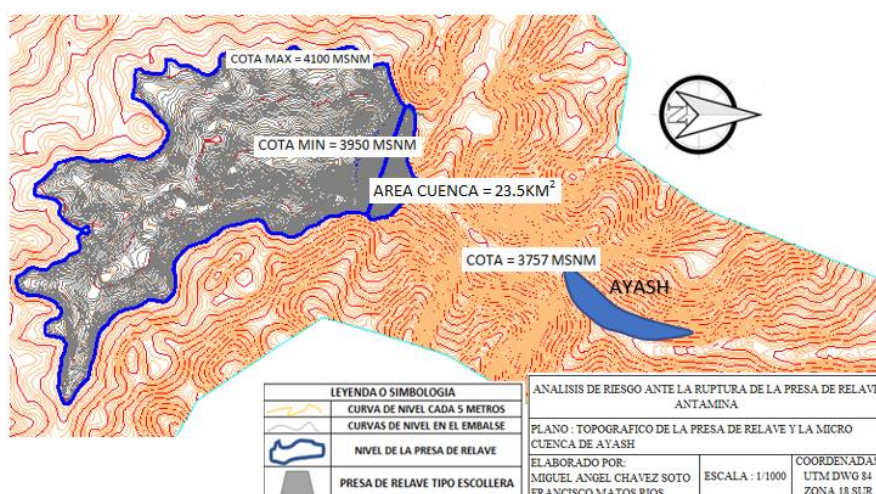 COTA MAX = 4100 MSNM
COTA MIN = 3950 MSNM
AREA CUENCA = 23.5KM²
COTA = 3757 MSNM
AYASH
N
LEYENDA O SIMBOLOGIA
CURVA DE NIVEL CADA 5 METROS
CURVAS DE NIVEL EN EL EMBALSE
NIVEL DE LA PRESA DE RELAVE
PRESA DE RELAVE TIPO ESCOLLERA
ANALISIS DE RIESGO ANTE LA RUPTURA DE LA PRESA DE RELAVE
ANTAMINA
PLANO : TOPOGRAFICO DE LA PRESA DE RELAVE Y LA MICRO
CUENCA DE AYASH
ELABORADO POR:
MIGUEL ANGEL CHAVEZ SOTO
FRANCISCO MATOS RIOS
ESCALA : 1/1000
COORDENADAS
UTM DWG 84
ZONA 18 SUR